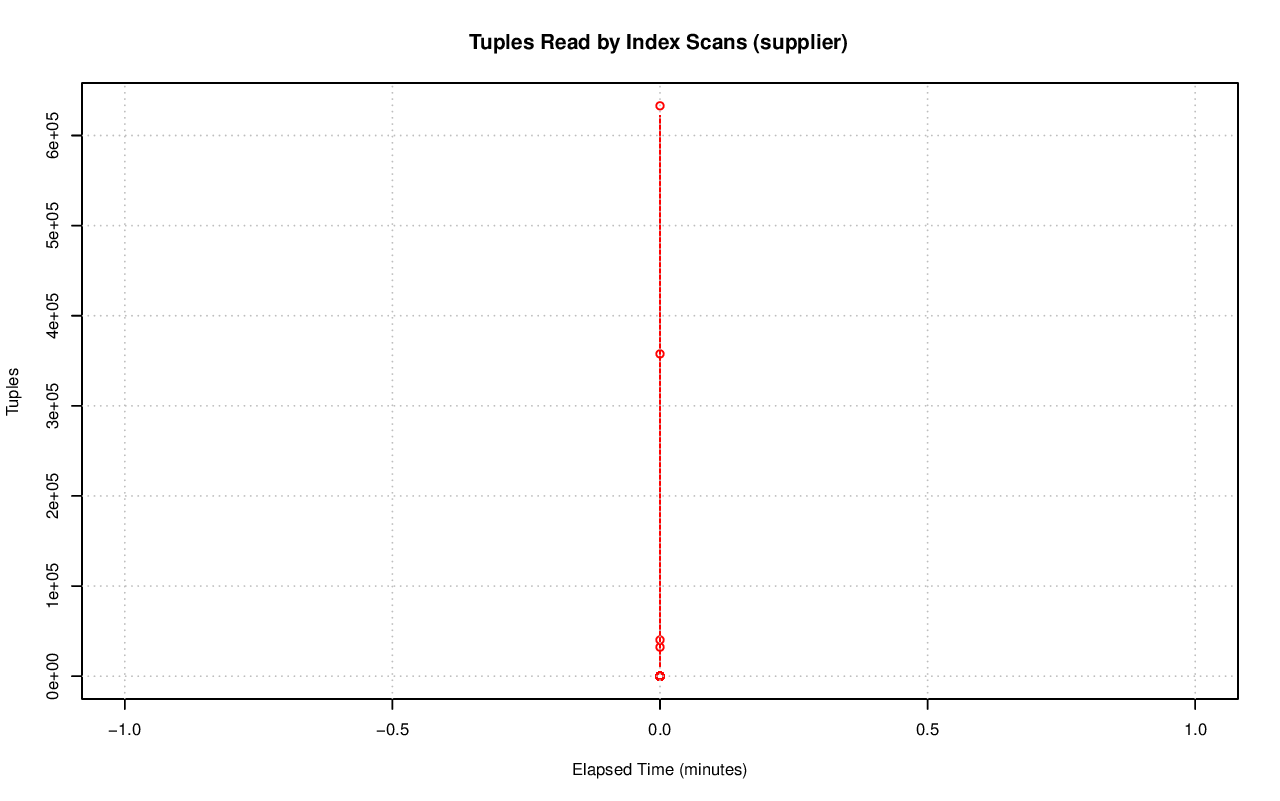 Tuples Read by Index Scans (supplier)
6e+05
5e+05
4e+05
3e+05
2e+05
1e+05
0e+00
Tuples
−1.0
−0.5
0.0
0.5
1.0
Elapsed Time (minutes)